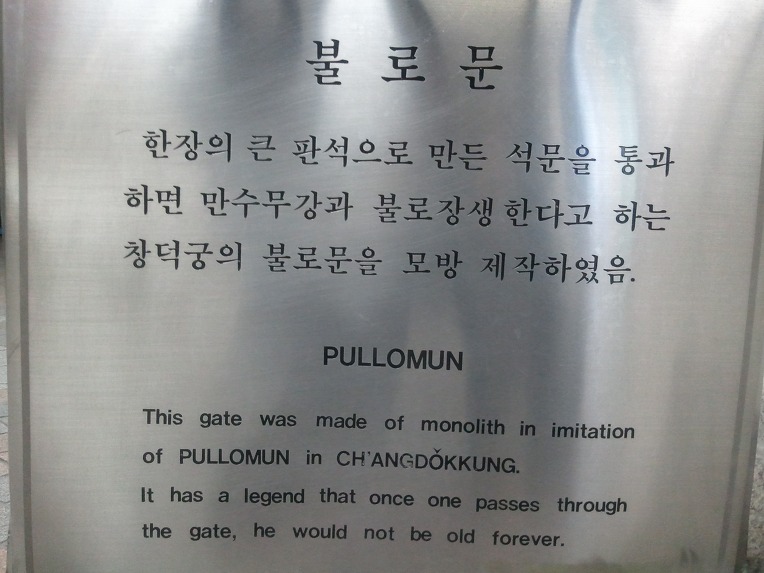 불 로 문
한장의 큰 판석으로 만든 석문을 통과
하면 만수무강과 불로장생한다고 하는
창덕궁의 불로문을 모방 제작하였음.
PULLOMUN
This gate was made of monolith in imitation
of PULLOMUN in CH'ANGDǑKKUNG.
It has a legend that once one passes through
the gate, he would not be old forever.